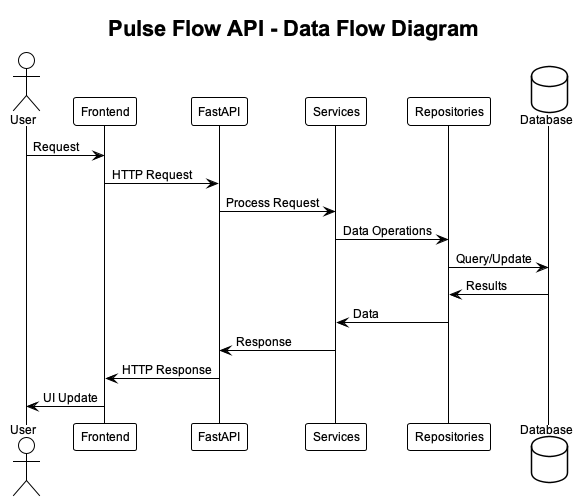 Pulse Flow API - Data Flow Diagram
User
Frontend
FastAPI
Services
Repositories
Database
Request
HTTP Request
Process Request
Data Operations
Query/Update
Results
Data
Response
HTTP Response
UI Update
User
Frontend
FastAPI
Services
Repositories
Database